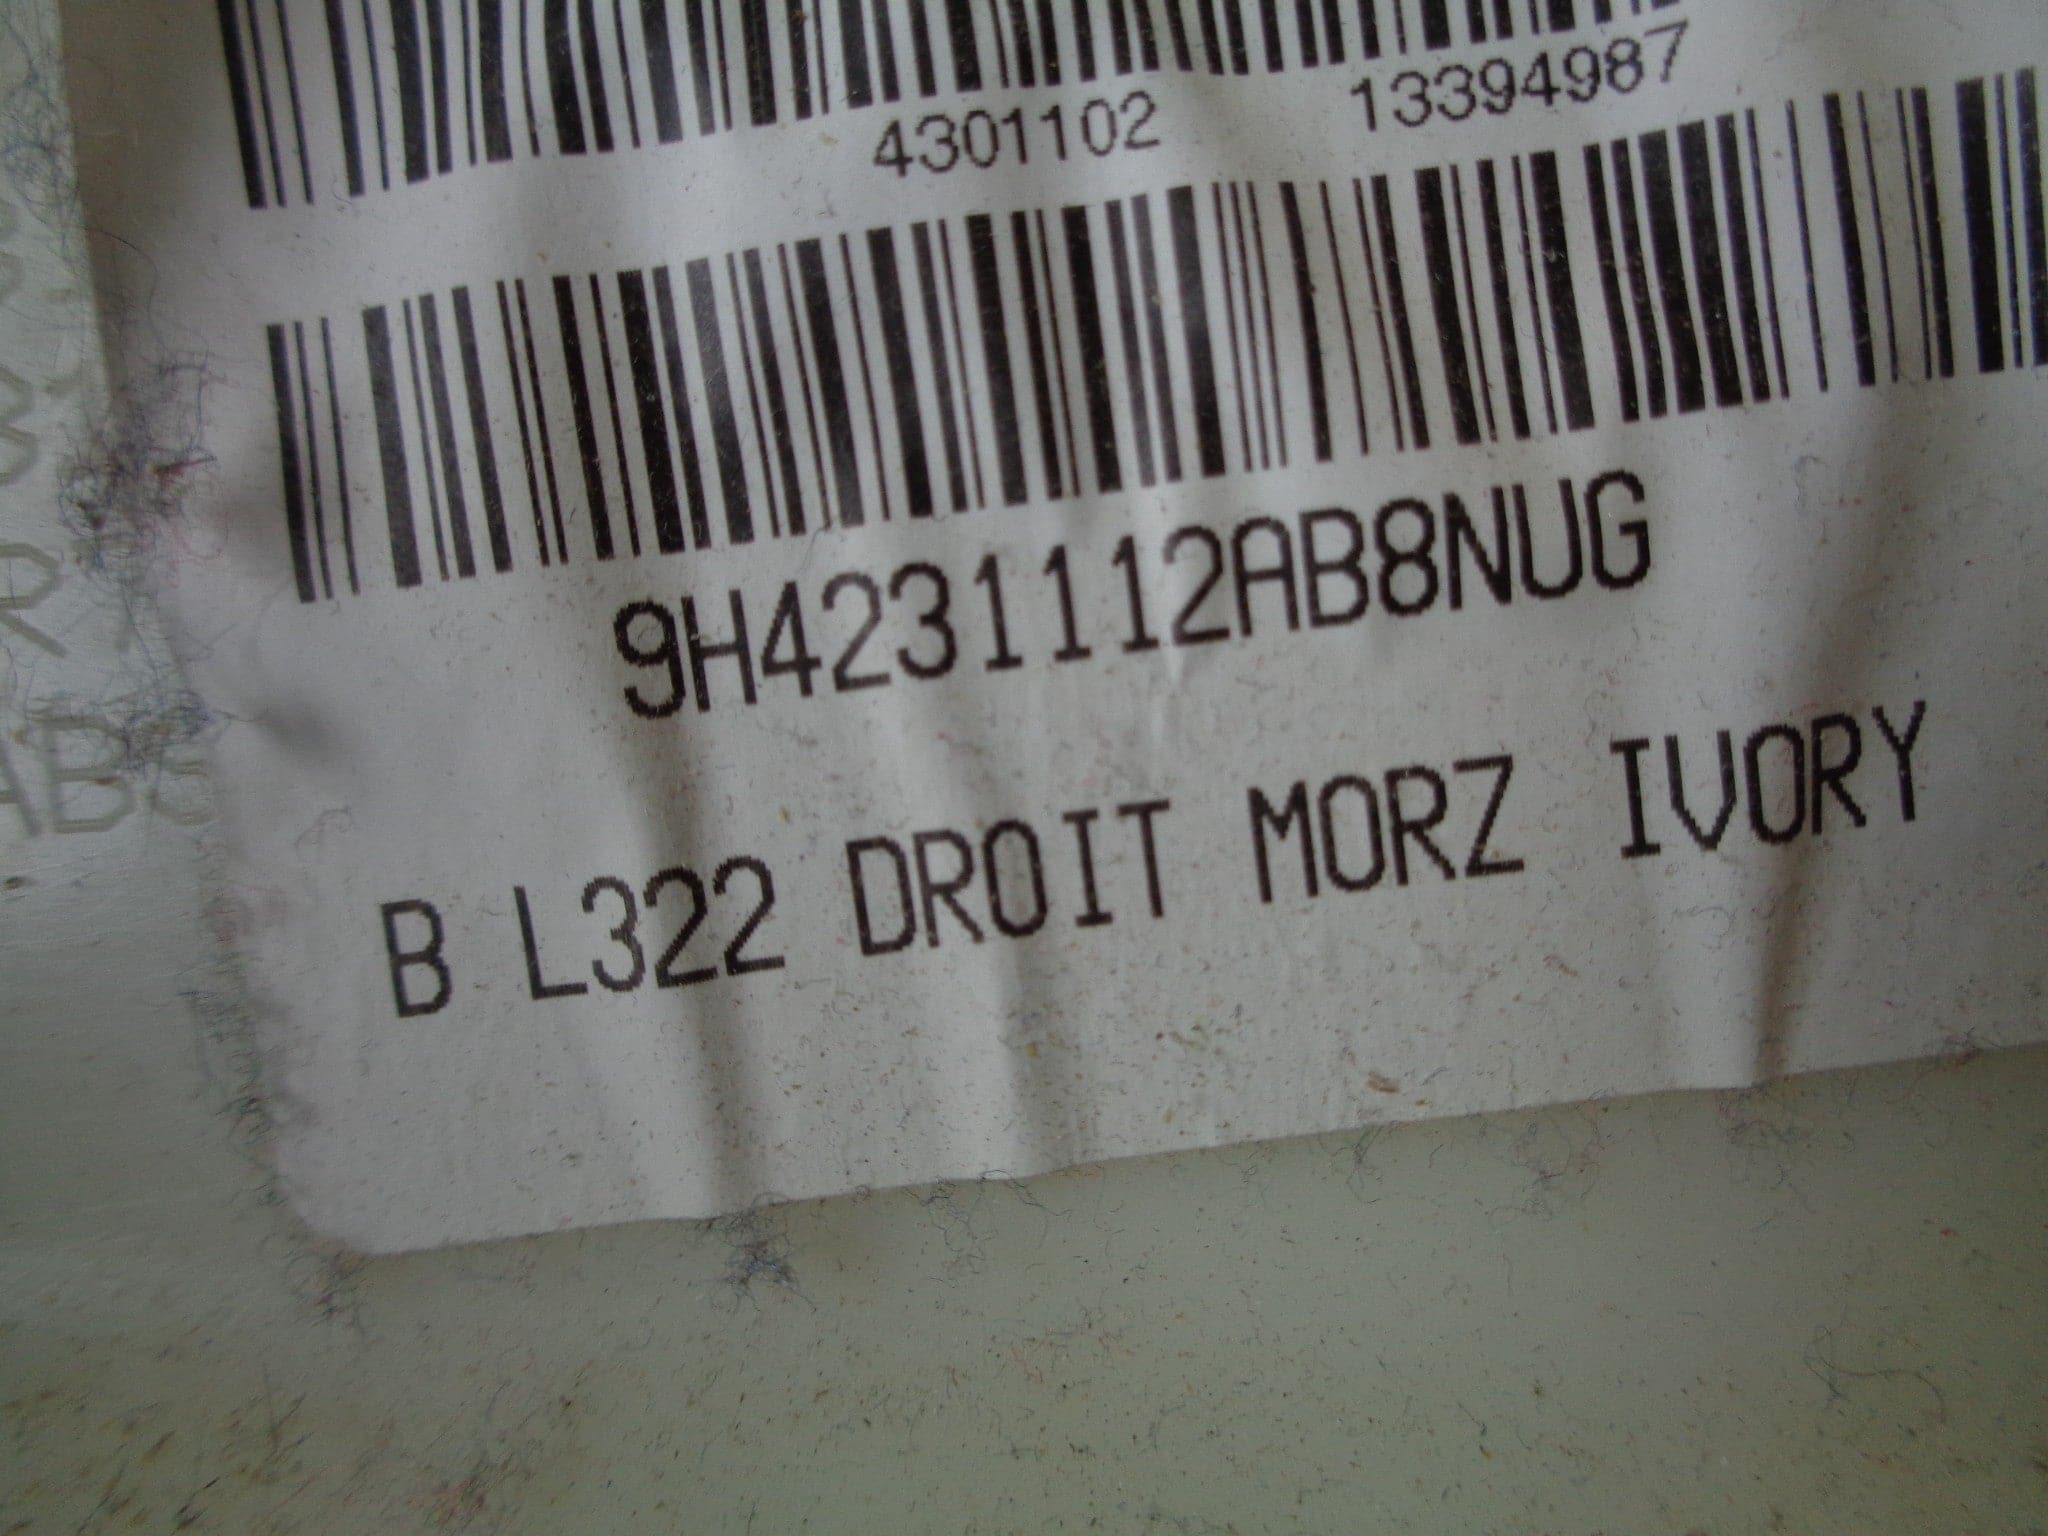 4301102 13394987
9H4231112AB8NUG
B L322 DROIT MORZ IVORY